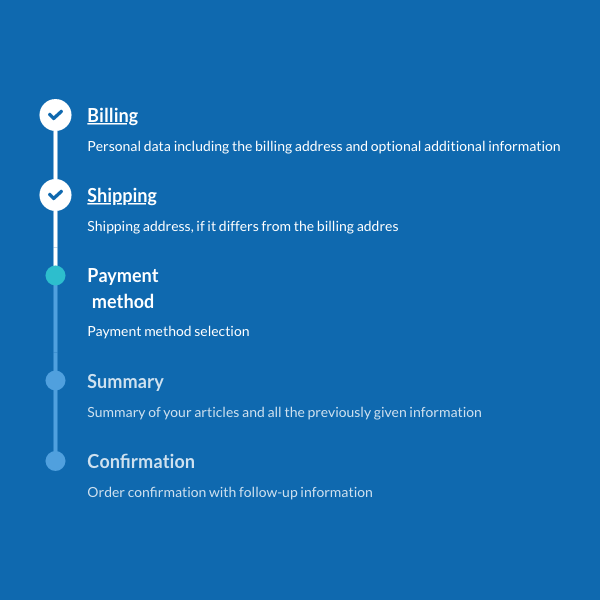 Billing
Personal data including the billing address and optional additional information
Shipping
Shipping address, if it differs from the billing addres
Payment
method
Payment method selection
Summary
Summary of your articles and all the previously given information
Confirmation
Order confirmation with follow-up information